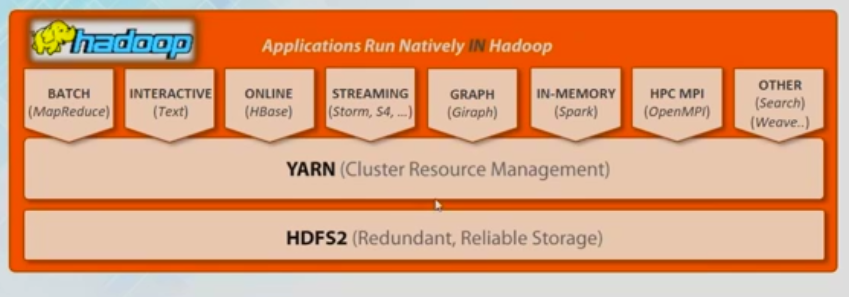 hadoop
Applications Run Natively IN Hadoop
BATCH
(MapReduce)
INTERACTIVE
(Text)
ONLINE
(HBase)
STREAMING
(Storm, S4, ...)
GRAPH
(Giraph)
IN-MEMORY
(Spark)
HPC MPI
(OpenMPI)
OTHER
(Search)
(Weave..)
YARN (Cluster Resource Management)
HDFS2 (Redundant, Reliable Storage)